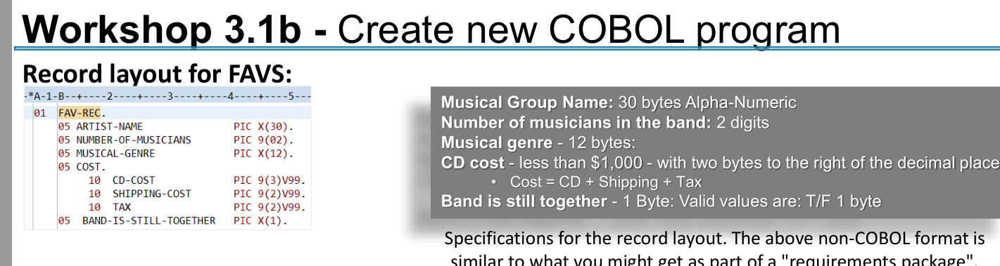 Workshop 3.1b - Create new COBOL program
Record layout for FAVS:
-*A-1-B--+----2----+----3----+----4----+----5---
01 FAV-REC.
05 ARTIST-NAME PIC X(30).
05 NUMBER-OF-MUSICIANS PIC 9(02).
05 MUSICAL-GENRE PIC X(12).
05 COST.
10 CD-COST PIC 9(3)V99.
10 SHIPPING-COST PIC 9(2)V99.
10 TAX PIC 9(2)V99.
05 BAND-IS-STILL-TOGETHER PIC X(1).
Musical Group Name: 30 bytes Alpha-Numeric
Number of musicians in the band: 2 digits
Musical genre - 12 bytes:
CD cost - less than $1,000 - with two bytes to the right of the decimal place
• Cost = CD + Shipping + Tax
Band is still together - 1 Byte: Valid values are: T/F 1 byte
Specifications for the record layout. The above non-COBOL format is
similar to what you might get as part of a "requirements package".